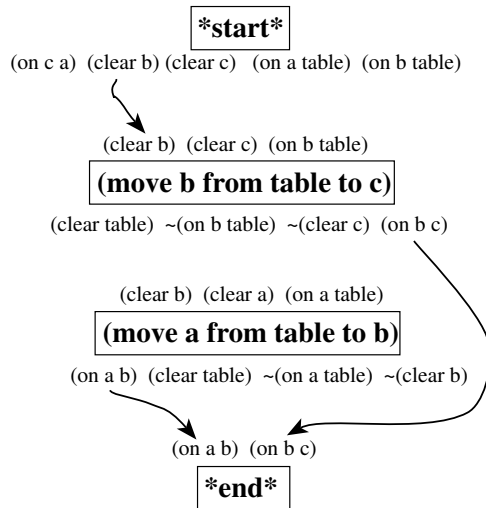 *start*
(on c a) (clear b) (clear c) (on a table) (on b table)
(clear b) (clear c) (on b table)
(move b from table to c)
(clear table) ~(on b table) ~(clear c) (on b c)
(clear b) (clear a) (on a table)
(move a from table to b)
(on a b) (clear table) ~(on a table) ~(clear b)
(on a b) (on b c)
*end*